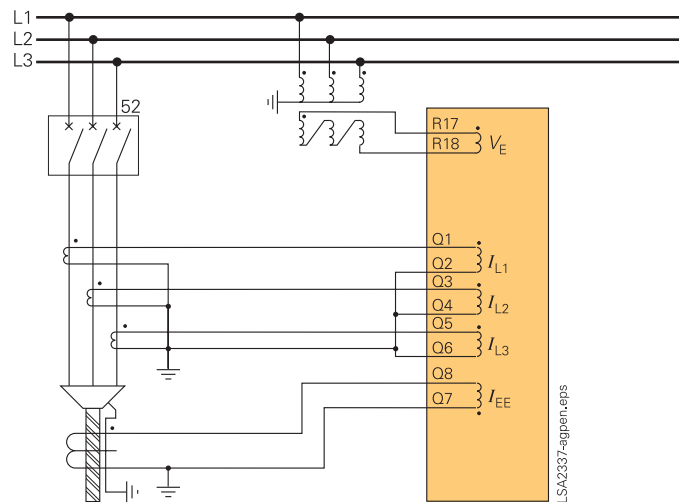 L1
L2
L3
52
R17
R18
V_E
Q1
Q2
I_L1
Q3
Q4
I_L2
Q5
Q6
I_L3
Q8
Q7
I_EE
LSA2337-agpen.eps